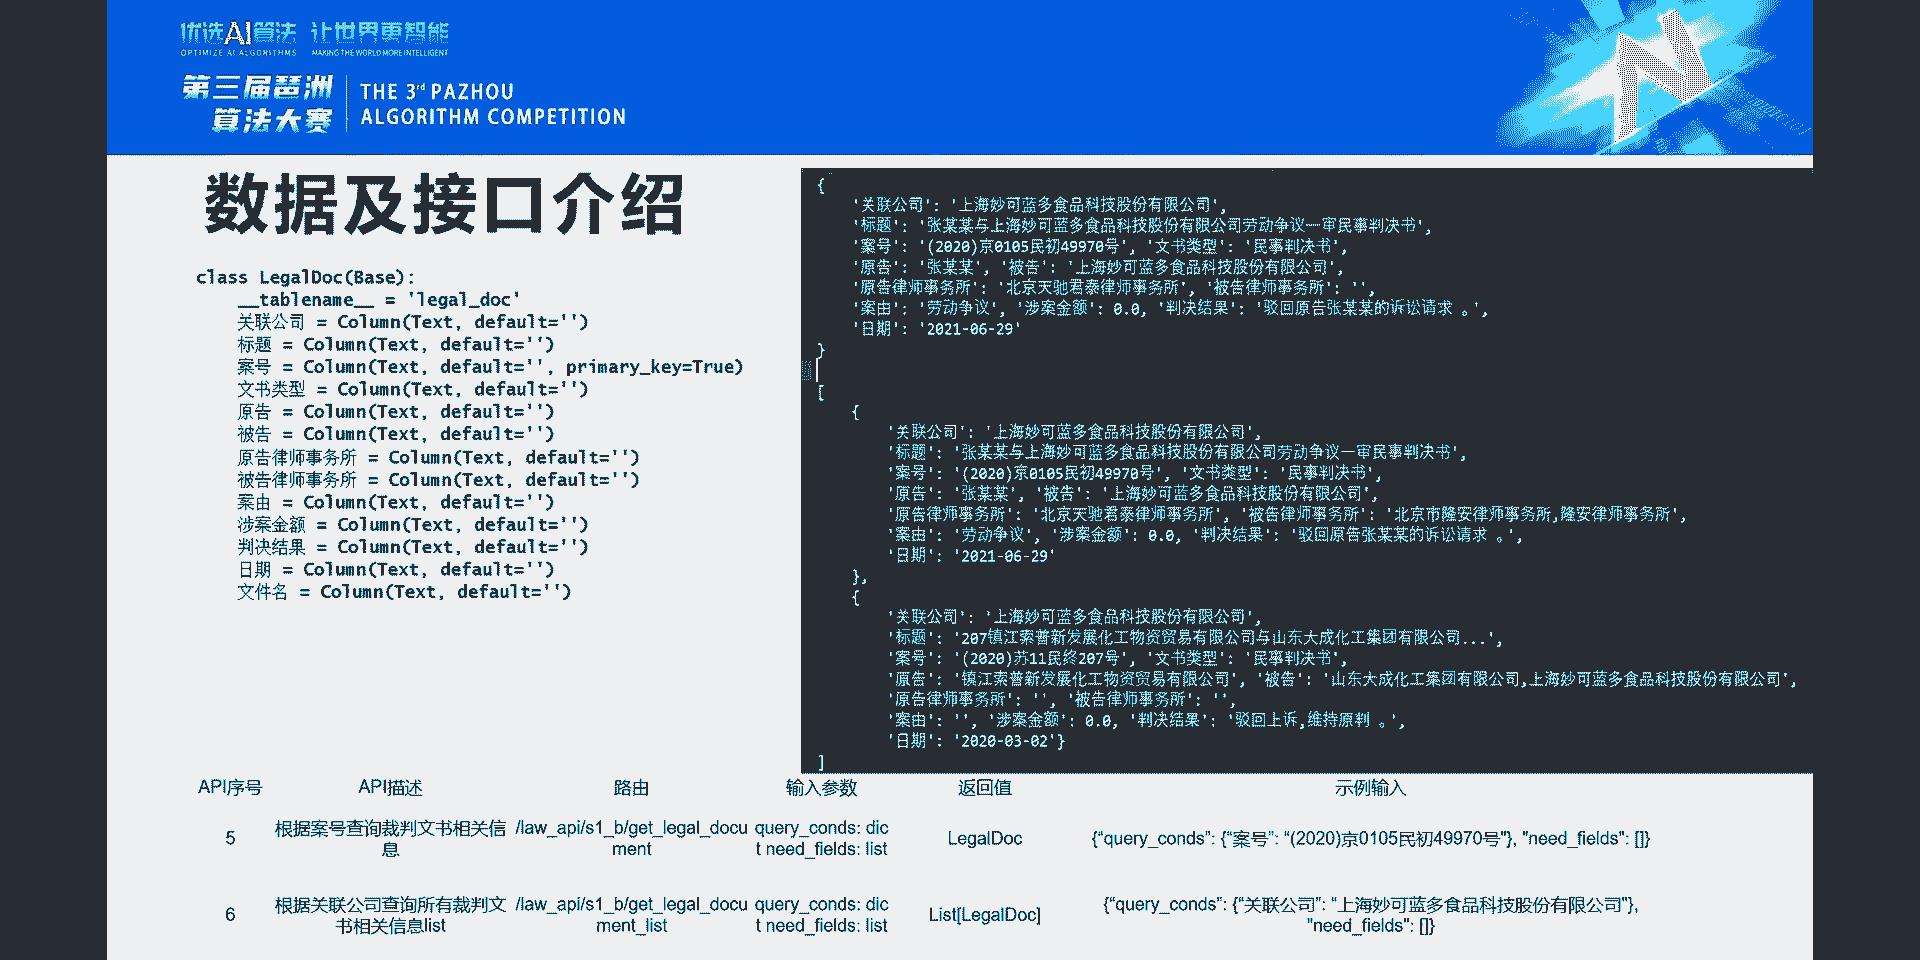 优选AI算法 让世界更智能
OPTIMIZE AI ALGORITHMS MAKING THE WORLD MORE INTELLIGENT
第三届琶洲
算法大赛
THE 3rd PAZHOU
ALGORITHM COMPETITION
数据及接口介绍
class LegalDoc(Base):
__tablename__ = 'legal_doc'
关联公司 = Column(Text, default='')
标题 = Column(Text, default='')
案号 = Column(Text, default='', primary_key=True)
文书类型 = Column(Text, default='')
原告 = Column(Text, default='')
被告 = Column(Text, default='')
原告律师事务所 = Column(Text, default='')
被告律师事务所 = Column(Text, default='')
案由 = Column(Text, default='')
涉案金额 = Column(Text, default='')
判决结果 = Column(Text, default='')
日期 = Column(Text, default='')
文件名 = Column(Text, default='')
{
'关联公司': '上海妙可蓝多食品科技股份有限公司',
'标题': '张某某与上海妙可蓝多食品科技股份有限公司劳动争议一审民事判决书',
'案号': '(2020)京0105民初49970号', '文书类型': '民事判决书',
'原告': '张某某', '被告': '上海妙可蓝多食品科技股份有限公司',
'原告律师事务所': '北京天驰君泰律师事务所', '被告律师事务所': '',
'案由': '劳动争议', '涉案金额': 0.0, '判决结果': '驳回原告张某某的诉讼请求 。',
'日期': '2021-06-29'
}
[
{
'关联公司': '上海妙可蓝多食品科技股份有限公司',
'标题': '张某某与上海妙可蓝多食品科技股份有限公司劳动争议一审民事判决书',
'案号': '(2020)京0105民初49970号', '文书类型': '民事判决书',
'原告': '张某某', '被告': '上海妙可蓝多食品科技股份有限公司',
'原告律师事务所': '北京天驰君泰律师事务所', '被告律师事务所': '北京市隆安律师事务所,隆安律师事务所',
'案由': '劳动争议', '涉案金额': 0.0, '判决结果': '驳回原告张某某的诉讼请求 。',
'日期': '2021-06-29'
},
{
'关联公司': '上海妙可蓝多食品科技股份有限公司',
'标题': '207镇江索普新发展化工物资贸易有限公司与山东大成化工集团有限公司...',
'案号': '(2020)苏11民终207号', '文书类型': '民事判决书',
'原告': '镇江索普新发展化工物资贸易有限公司', '被告': '山东大成化工集团有限公司,上海妙可蓝多食品科技股份有限公司',
'原告律师事务所': '', '被告律师事务所': '',
'案由': '', '涉案金额': 0.0, '判决结果': '驳回上诉,维持原判 。',
'日期': '2020-03-02'}
]
API序号 API描述 路由 输入参数 返回值 示例输入
5 根据案号查询裁判文书相关信息 /law_api/s1_b/get_legal_document query_conds: dict need_fields: list LegalDoc {“query_conds”: {“案号”: “(2020)京0105民初49970号”}, "need_fields": []}
6 根据关联公司查询所有裁判文书相关信息list /law_api/s1_b/get_legal_document_list query_conds: dict need_fields: list List[LegalDoc] {“query_conds”: {“关联公司”: “上海妙可蓝多食品科技股份有限公司”}, "need_fields": []}